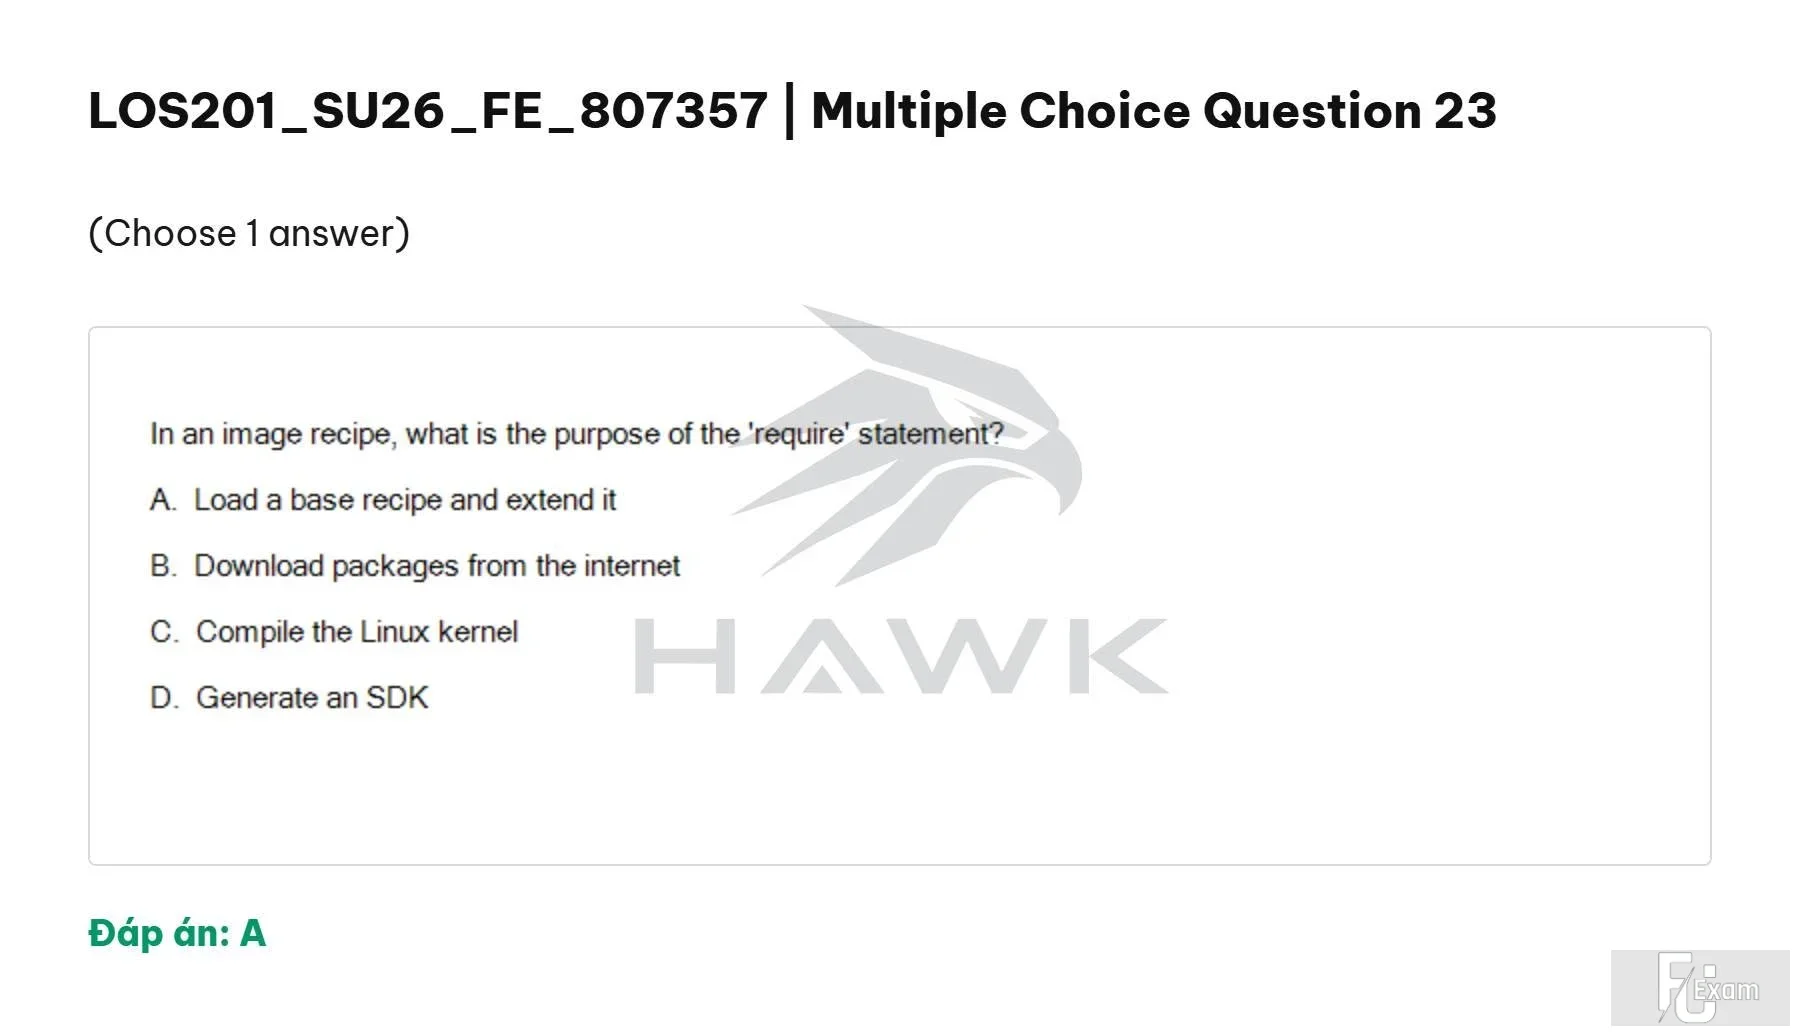 LOS201_SU26_FE_807357 | Multiple Choice Question 23
(Choose 1 answer)
In an image recipe, what is the purpose of the 'require' statement?
A. Load a base recipe and extend it
B. Download packages from the internet
C. Compile the Linux kernel
D. Generate an SDK
HAWK
Đáp án: A
FU Exam